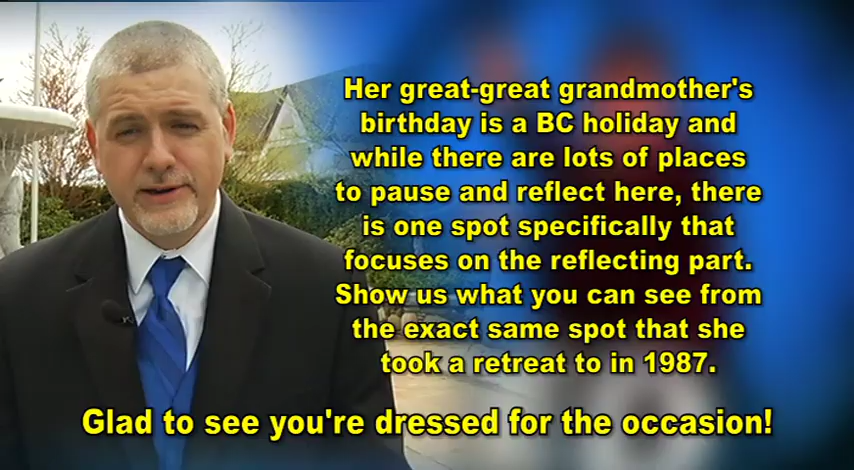 Her great-great grandmother's
birthday is a BC holiday and
while there are lots of places
to pause and reflect here, there
is one spot specifically that
focuses on the reflecting part.
Show us what you can see from
the exact same spot that she
took a retreat to in 1987.
Glad to see you're dressed for the occasion!